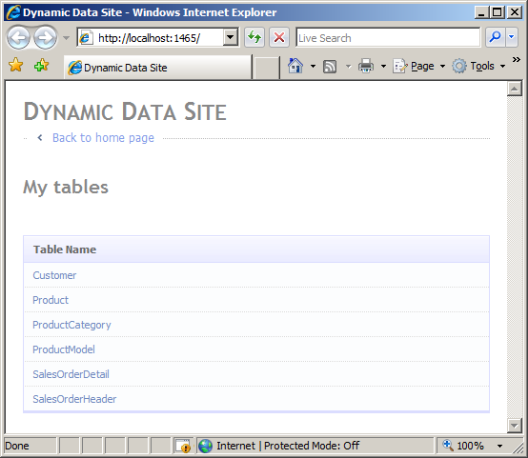 Dynamic Data Site - Windows Internet Explorer
http://localhost:1465/
Live Search
Dynamic Data Site
Page
Tools
DYNAMIC DATA SITE
Back to home page
My tables
Table Name
Customer
Product
ProductCategory
ProductModel
SalesOrderDetail
SalesOrderHeader
Done
Internet | Protected Mode: Off
100%